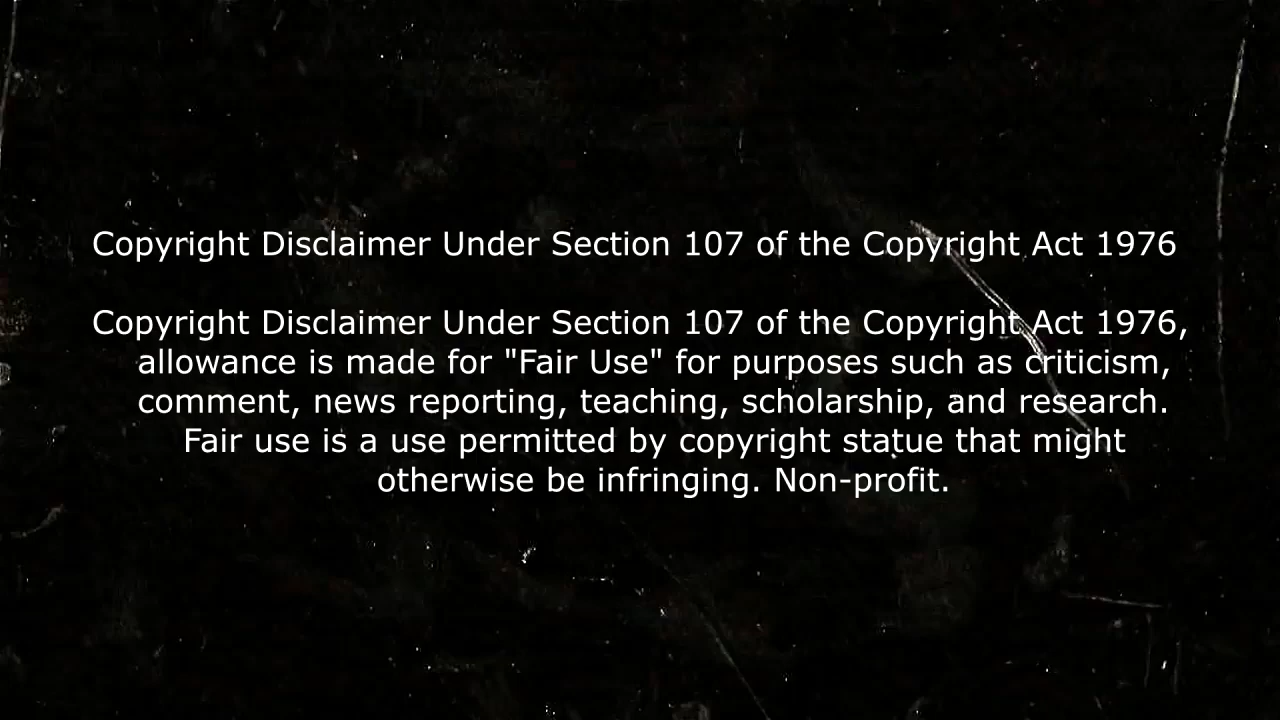 Copyright Disclaimer Under Section 107 of the Copyright Act 1976
Copyright Disclaimer Under Section 107 of the Copyright Act 1976,
allowance is made for "Fair Use" for purposes such as criticism,
comment, news reporting, teaching, scholarship, and research.
Fair use is a use permitted by copyright statue that might
otherwise be infringing. Non-profit.